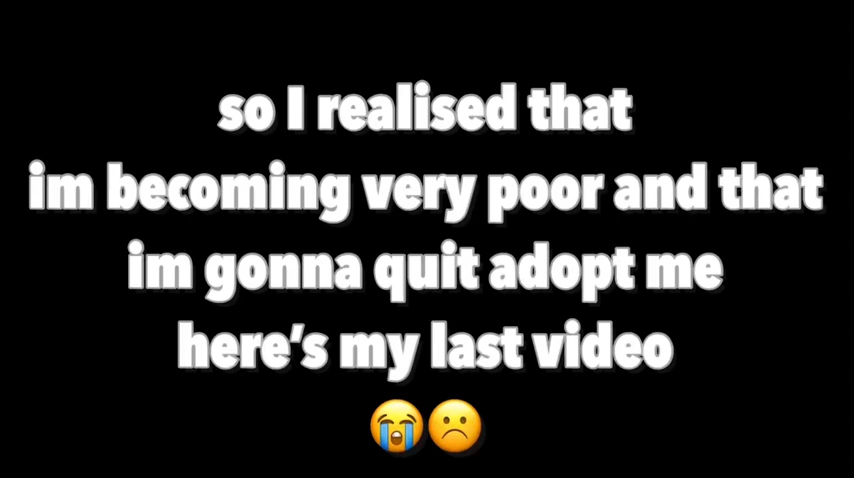 so I realised that
im becoming very poor and that
im gonna quit adopt me
here’s my last video
😭☹️